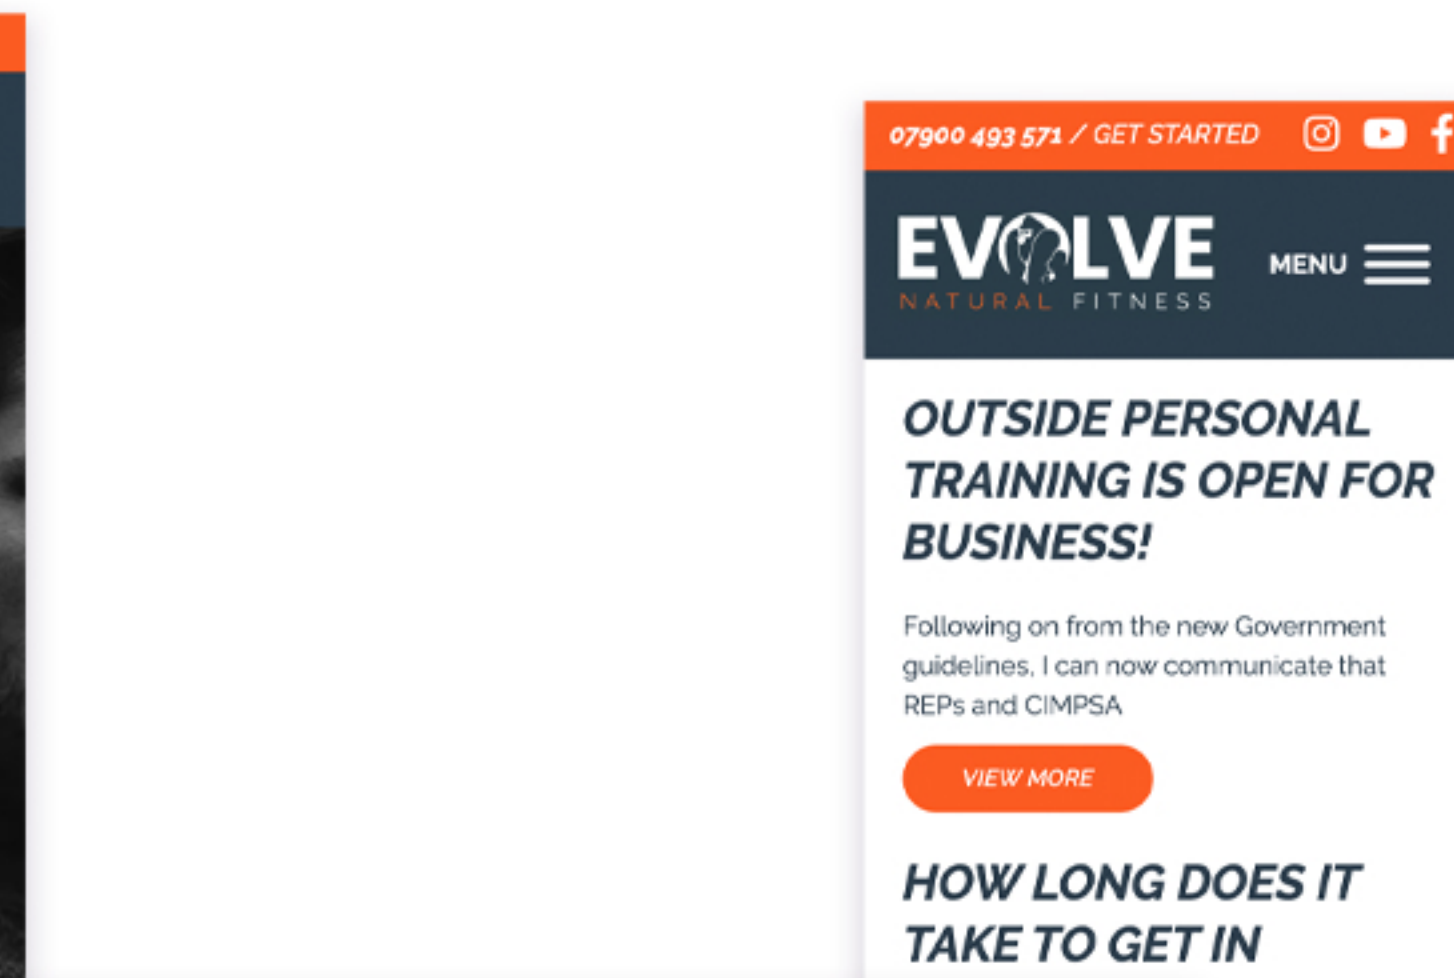 07900 493 571 / GET STARTED
EVOLVE
NATURAL FITNESS
MENU
OUTSIDE PERSONAL
TRAINING IS OPEN FOR
BUSINESS!
Following on from the new Government
guidelines, I can now communicate that
REPs and CIMPSA
VIEW MORE
HOW LONG DOES IT
TAKE TO GET IN